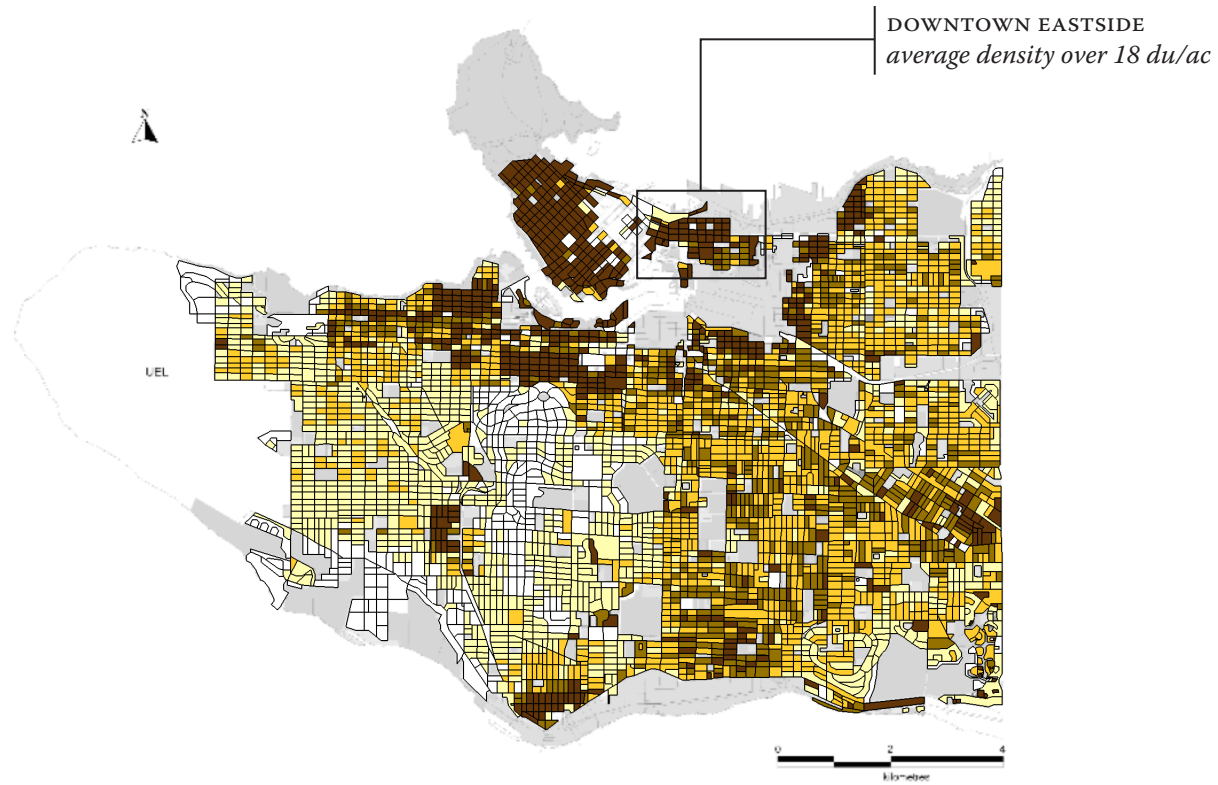 DOWNTOWN EASTSIDE
average density over 18 du/ac
N
UEL
0 2 4
kilometres